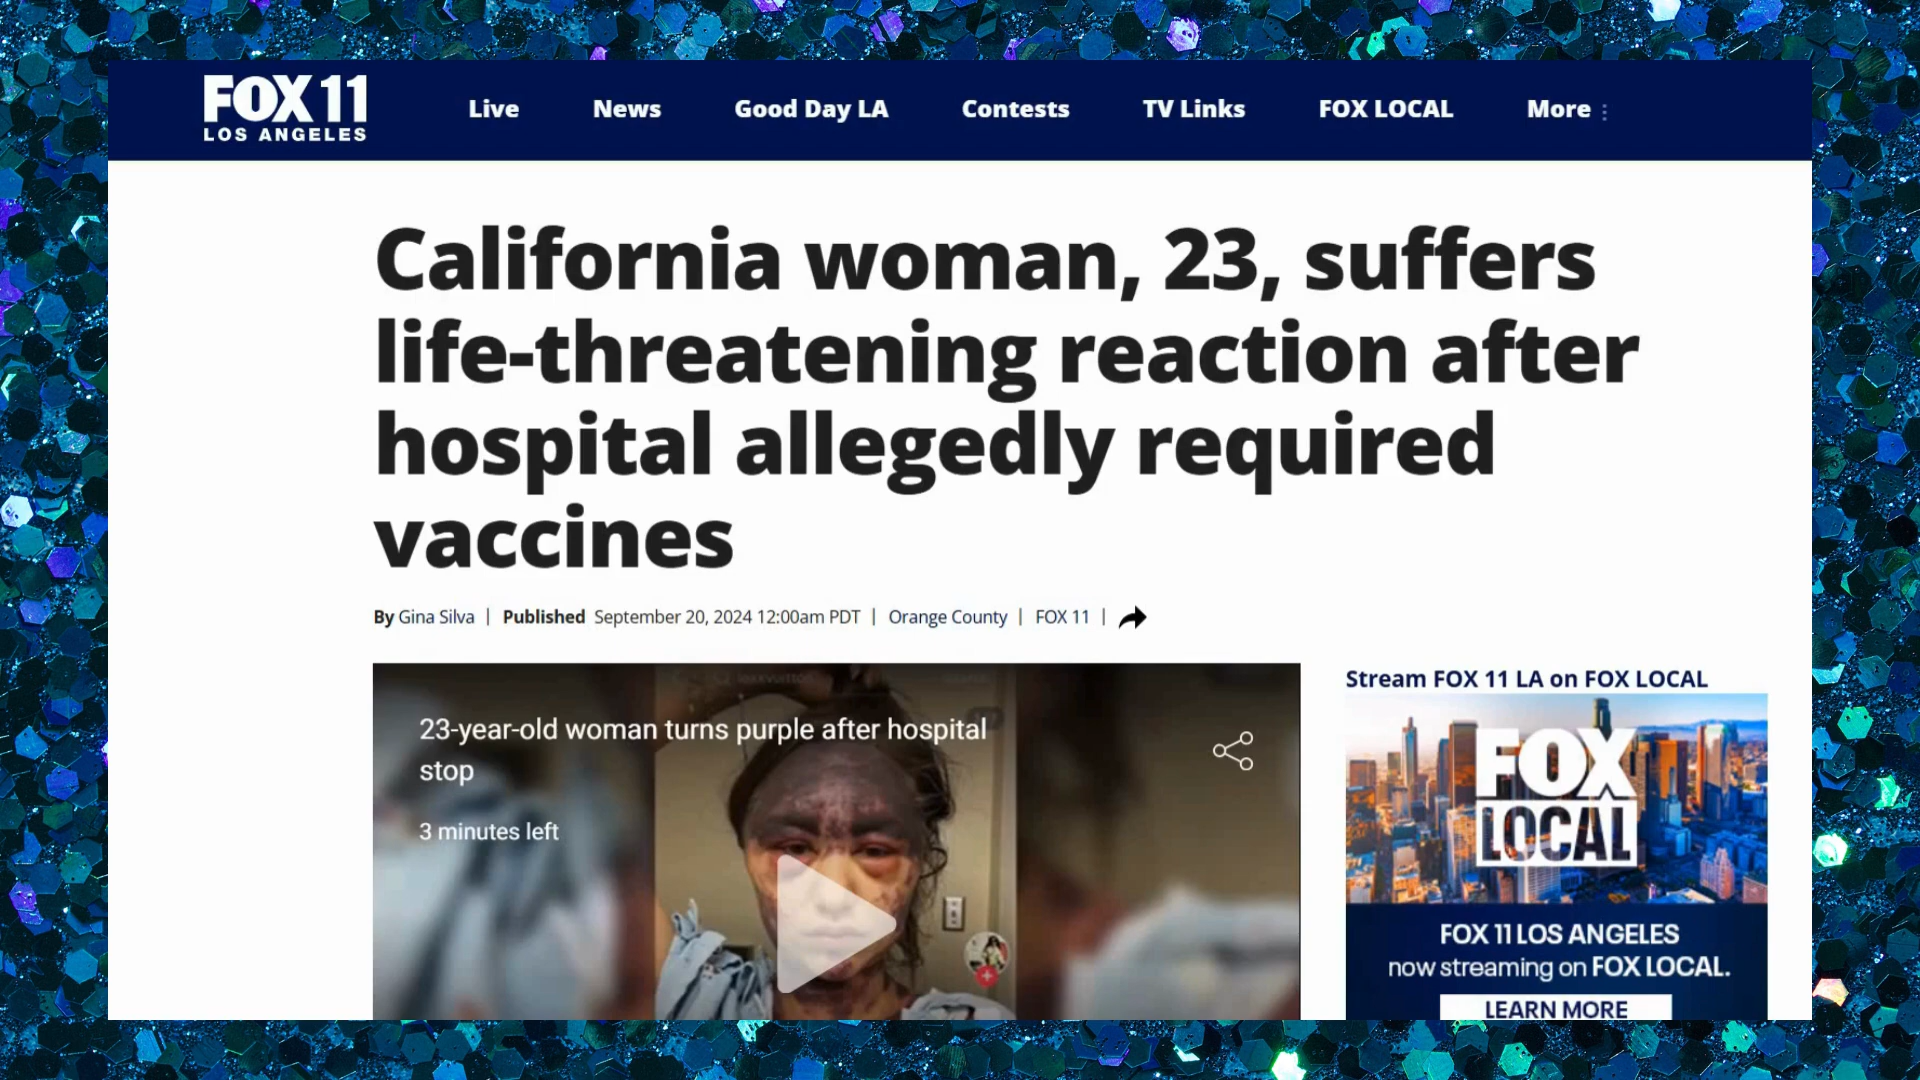 FOX 11
LOS ANGELES
Live
News
Good Day LA
Contests
TV Links
FOX LOCAL
More
California woman, 23, suffers
life-threatening reaction after
hospital allegedly required
vaccines
By Gina Silva | Published September 20, 2024 12:00am PDT | Orange County | FOX 11 |
23-year-old woman turns purple after hospital
stop
3 minutes left
Stream FOX 11 LA on FOX LOCAL
FOX
LOCAL
FOX 11 LOS ANGELES
now streaming on FOX LOCAL.
LEARN MORE